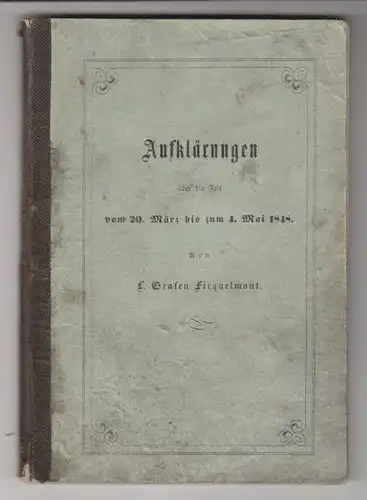 Aufklärungen
über die Zeit
vom 20. März bis zum 4. Mai 1848.
Von
L. Grafen Ficquelmont.